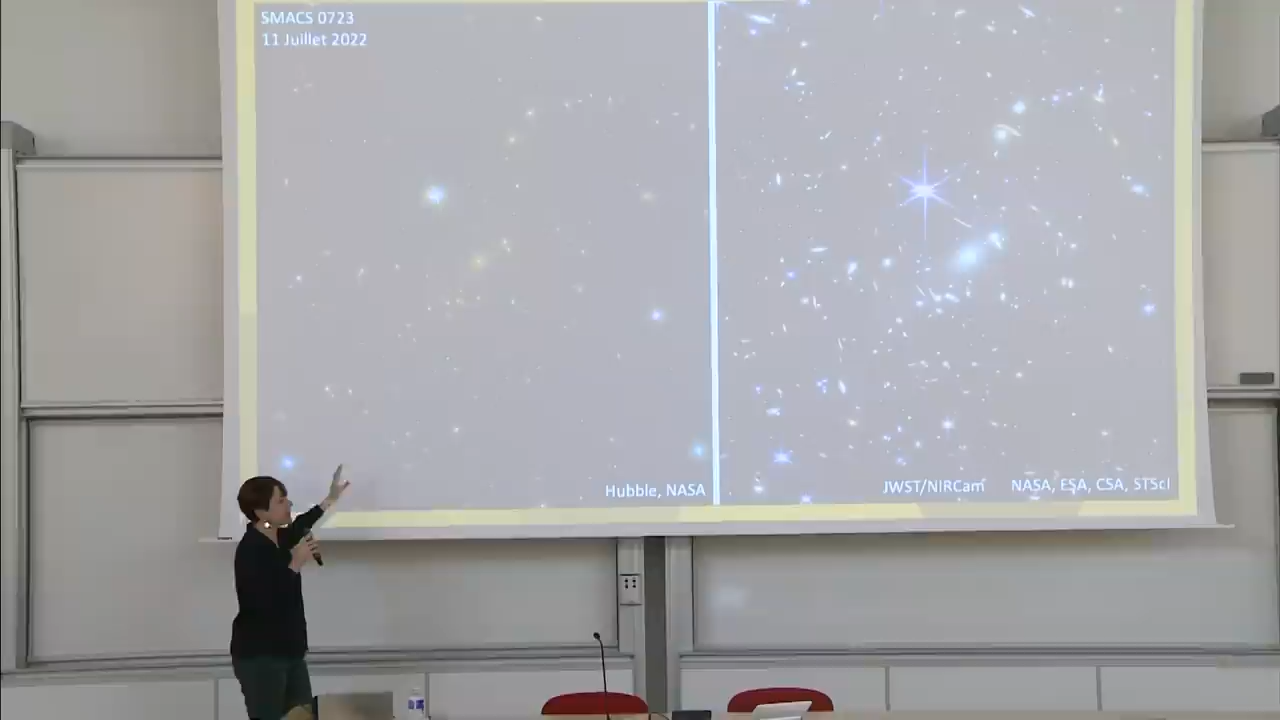 SMACS 0723
11 Juillet 2022
Hubble, NASA
JWST/NIRCam NASA, ESA, CSA, STScI